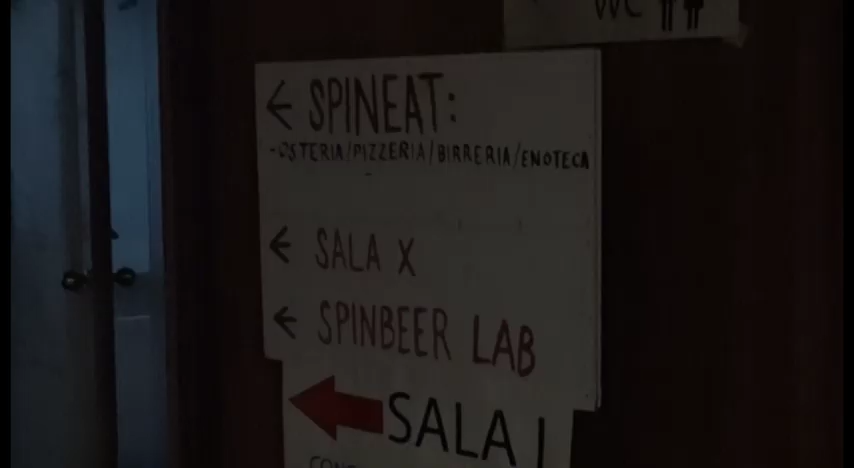 WC
← SPINEAT:
-OSTERIA/PIZZERIA/BIRRERIA/ENOTECA
← SALA X
← SPINBEER LAB
SALA